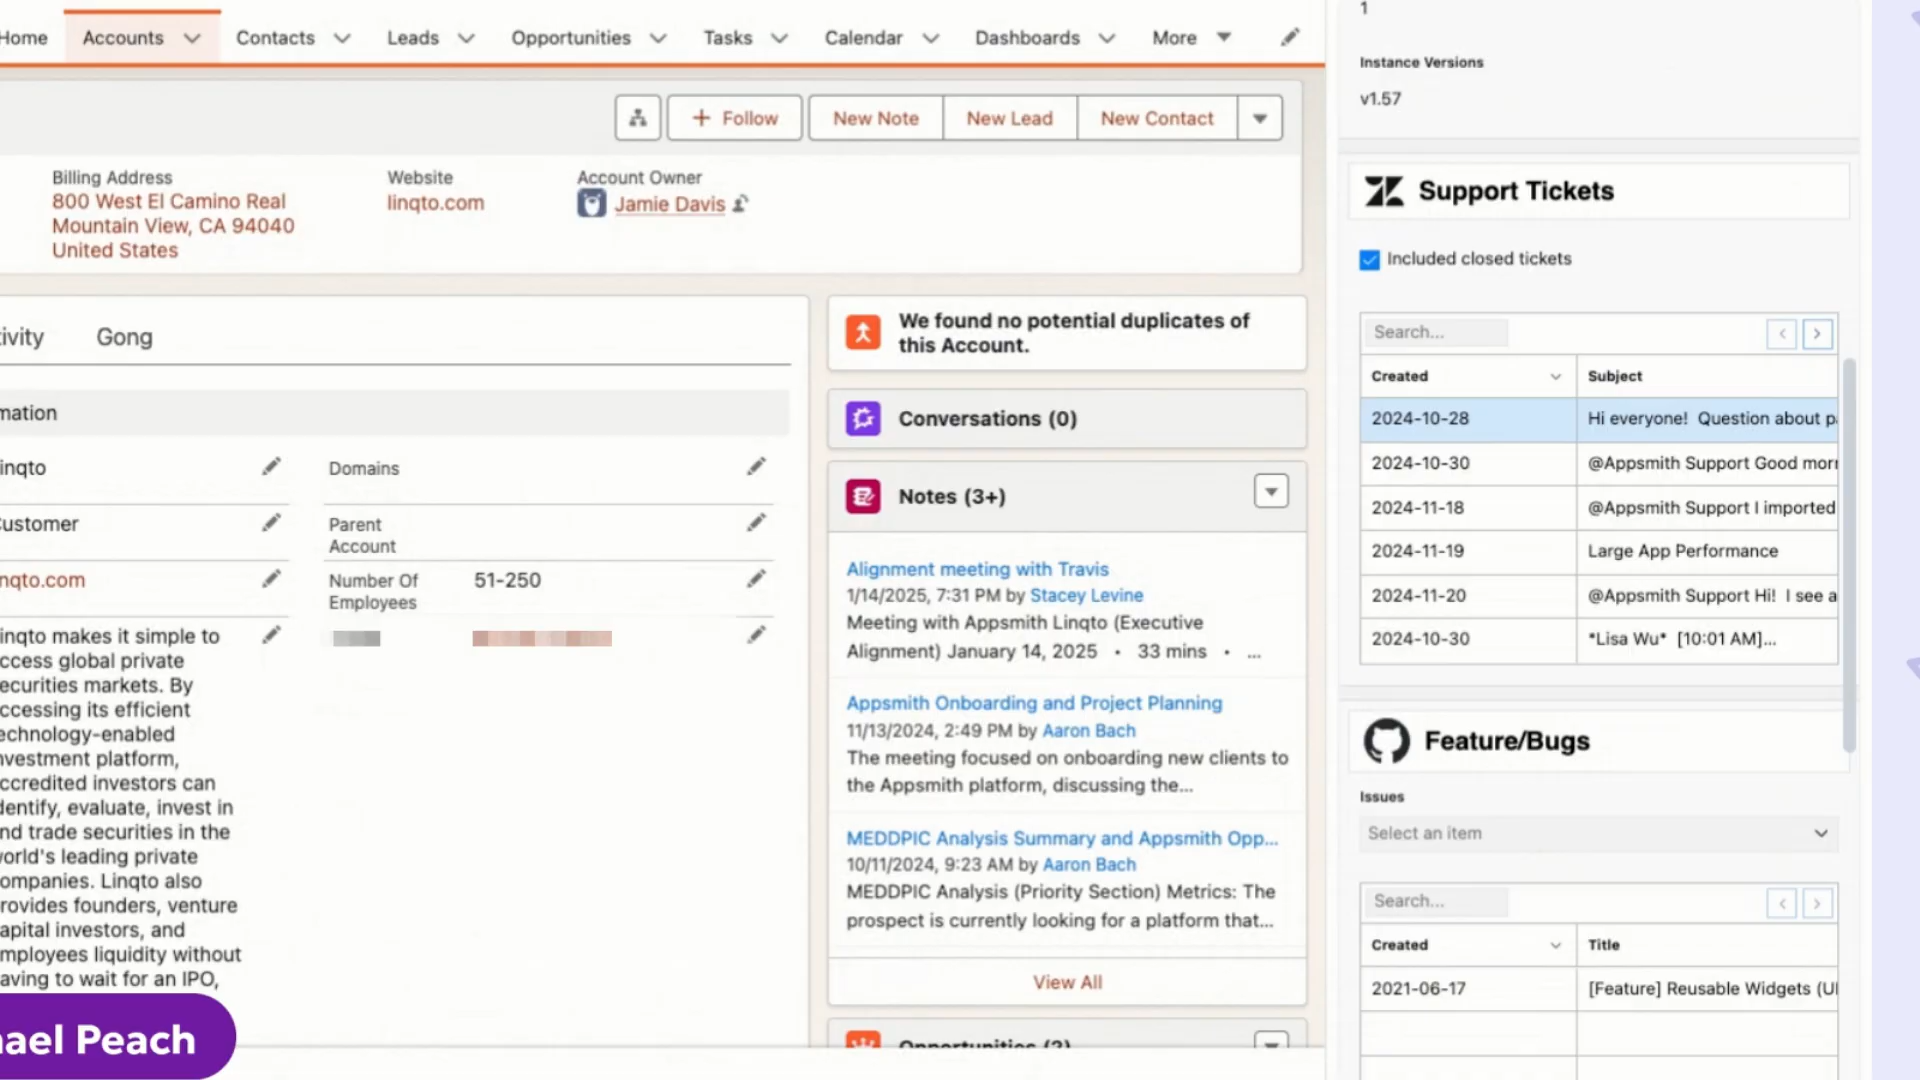 Home Accounts Contacts Leads Opportunities Tasks Calendar Dashboards More
Follow New Note New Lead New Contact
Billing Address
800 West El Camino Real
Mountain View, CA 94040
United States
Website
linqto.com
Account Owner
Jamie Davis
ivity Gong
mation
inqto
Customer
nqto.com
inqto makes it simple to
ccess global private
ecurities markets. By
ccessing its efficient
echnology-enabled
nvestment platform,
ccredited investors can
dentify, evaluate, invest in
nd trade securities in the
vorld's leading private
ompanies. Linqto also
rovides founders, venture
apital investors, and
mployees liquidity without
aving to wait for an IPO,
Domains
Parent
Account
Number Of
Employees
51-250
We found no potential duplicates of
this Account.
Conversations (0)
Notes (3+)
Alignment meeting with Travis
1/14/2025, 7:31 PM by Stacey Levine
Meeting with Appsmith Linqto (Executive
Alignment) January 14, 2025 • 33 mins • ...
Appsmith Onboarding and Project Planning
11/13/2024, 2:49 PM by Aaron Bach
The meeting focused on onboarding new clients to
the Appsmith platform, discussing the...
MEDDPIC Analysis Summary and Appsmith Opp...
10/11/2024, 9:23 AM by Aaron Bach
MEDDPIC Analysis (Priority Section) Metrics: The
prospect is currently looking for a platform that...
View All
Opportunities (2)
1
Instance Versions
v1.57
Support Tickets
Included closed tickets
Search...
Created Subject
2024-10-28 Hi everyone! Question about p
2024-10-30 @Appsmith Support Good morn
2024-11-18 @Appsmith Support I imported
2024-11-19 Large App Performance
2024-11-20 @Appsmith Support Hi! I see a
2024-10-30 *Lisa Wu* [10:01 AM]...
Feature/Bugs
Issues
Select an item
Search...
Created Title
2021-06-17 [Feature] Reusable Widgets (UI
ael Peach